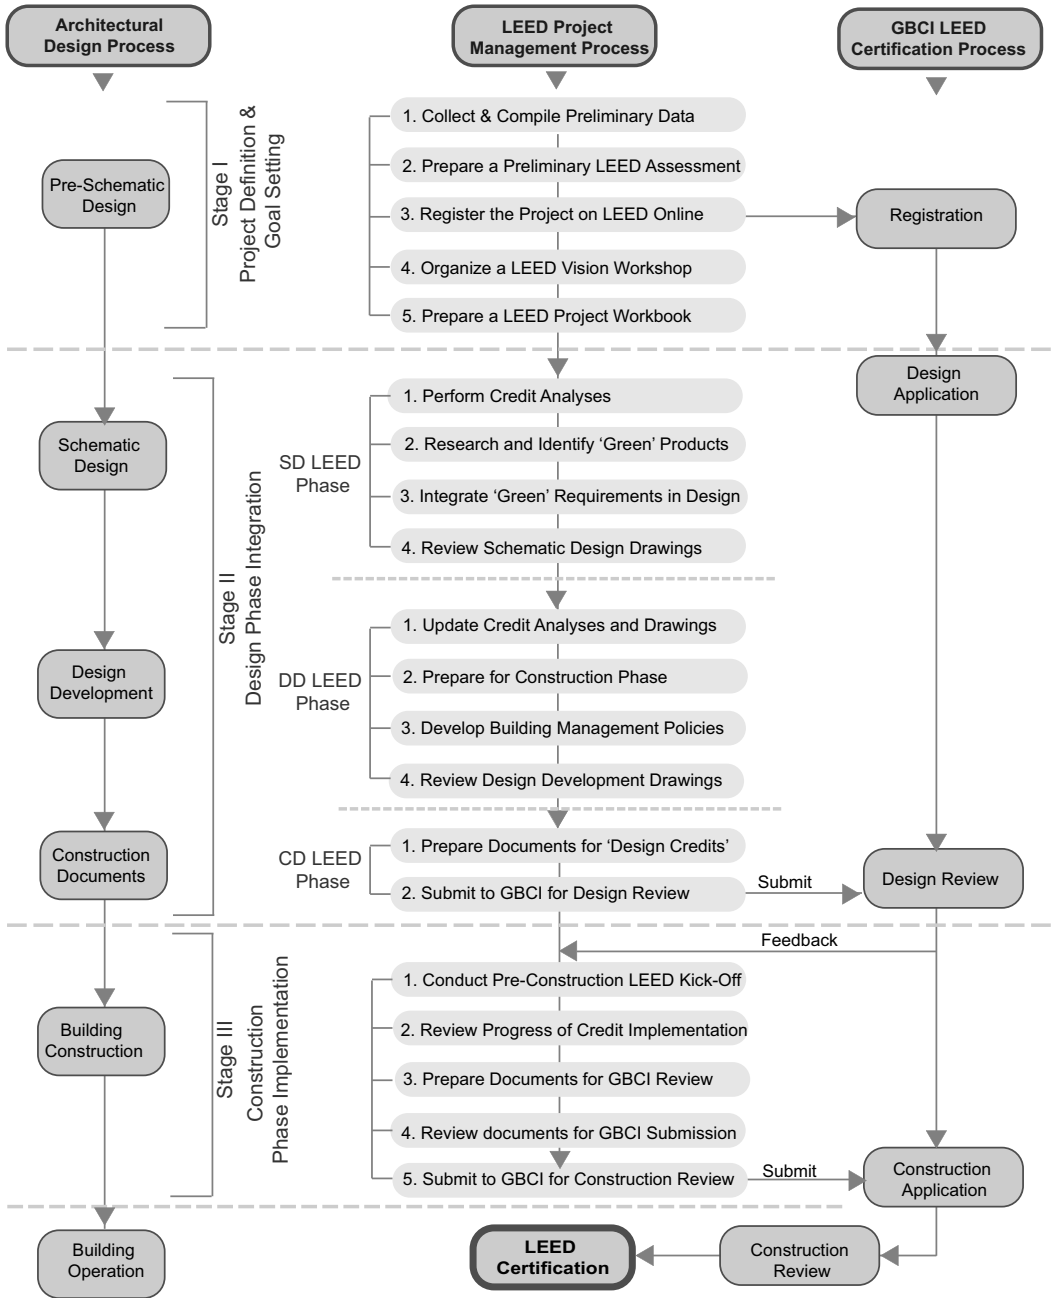 Architectural
Design Process
LEED Project
Management Process
GBCI LEED
Certification Process
Stage I
Project Definition &
Goal Setting
Pre-Schematic
Design
1. Collect & Compile Preliminary Data
2. Prepare a Preliminary LEED Assessment
3. Register the Project on LEED Online
4. Organize a LEED Vision Workshop
5. Prepare a LEED Project Workbook
Registration
Design
Application
Stage II
Design Phase Integration
Schematic
Design
SD LEED
Phase
1. Perform Credit Analyses
2. Research and Identify ‘Green’ Products
3. Integrate ‘Green’ Requirements in Design
4. Review Schematic Design Drawings
Design
Development
DD LEED
Phase
1. Update Credit Analyses and Drawings
2. Prepare for Construction Phase
3. Develop Building Management Policies
4. Review Design Development Drawings
Construction
Documents
CD LEED
Phase
1. Prepare Documents for ‘Design Credits’
2. Submit to GBCI for Design Review
Submit
Design Review
Feedback
Stage III
Construction
Phase Implementation
Building
Construction
1. Conduct Pre-Construction LEED Kick-Off
2. Review Progress of Credit Implementation
3. Prepare Documents for GBCI Review
4. Review documents for GBCI Submission
5. Submit to GBCI for Construction Review
Submit
Construction
Application
Building
Operation
LEED
Certification
Construction
Review